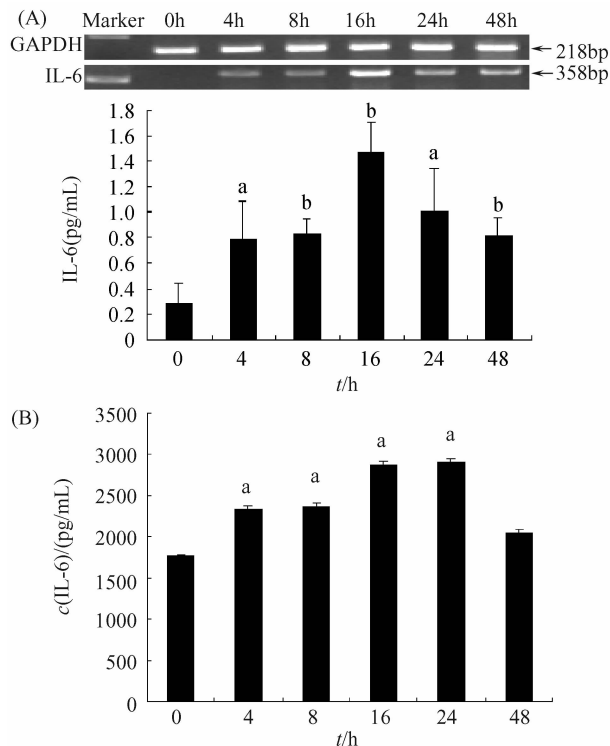 (A) Marker 0h 4h 8h 16h 24h 48h
GAPDH 218bp
IL-6 358bp
1.8
1.6
1.4
1.2
1.0
0.8
0.6
0.4
0.2
0
IL-6(pg/mL)
a
b
b
a
b
0 4 8 16 24 48
t/h
(B)
3500
3000
2500
2000
1500
1000
500
0
c(IL-6)/(pg/mL)
a
a
a
a
0 4 8 16 24 48
t/h